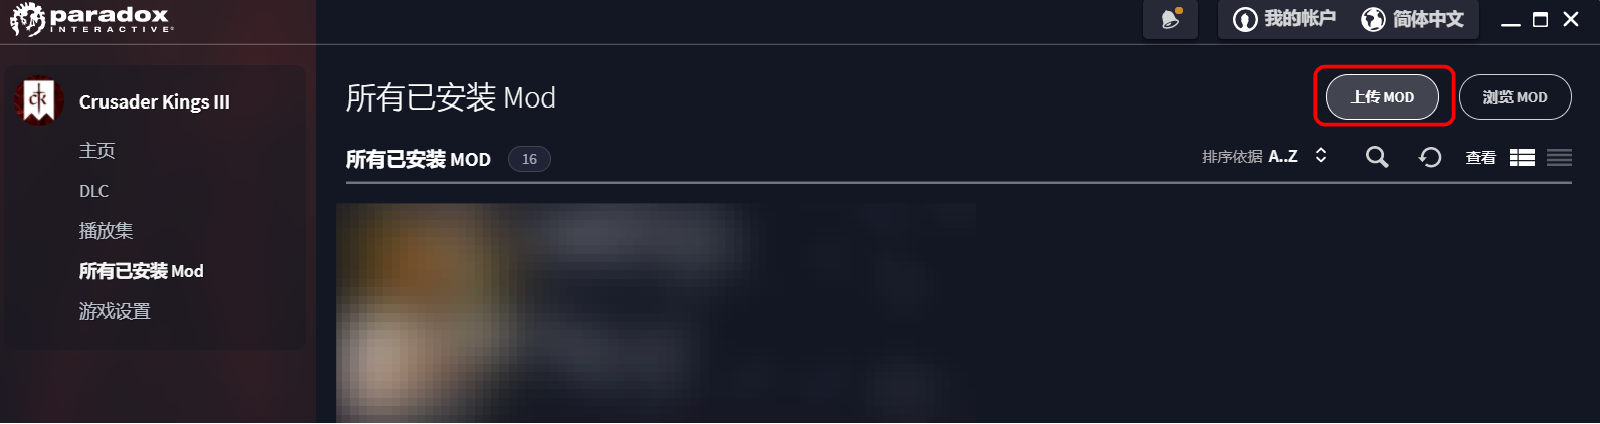 paradox
INTERACTIVE
我的帐户
简体中文
Crusader Kings III
主页
DLC
播放集
所有已安装 Mod
游戏设置
所有已安装 Mod
上传 MOD
浏览 MOD
所有已安装 MOD 16
排序依据 A..Z
查看